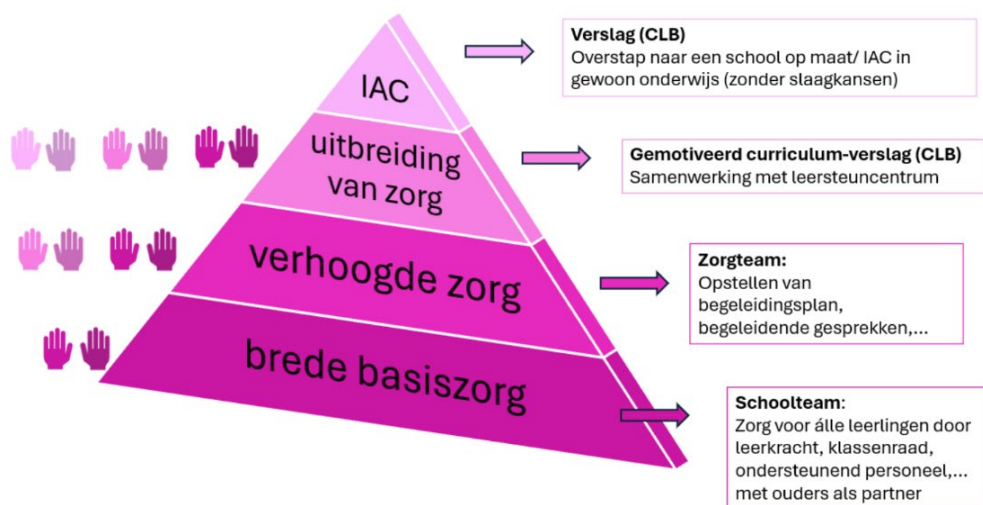 Verslag (CLB)
Overstap naar een school op maat/ IAC in
gewoon onderwijs (zonder slaagkansen)
IAC
uitbreiding
van zorg
Gemotiveerd curriculum-verslag (CLB)
Samenwerking met leersteuncentrum
verhoogde zorg
Zorgteam:
Opstellen van
begeleidingsplan,
begeleidende gesprekken,...
brede basiszorg
Schoolteam:
Zorg voor álle leerlingen door
leerkracht, klassenraad,
ondersteunend personeel,...
met ouders als partner